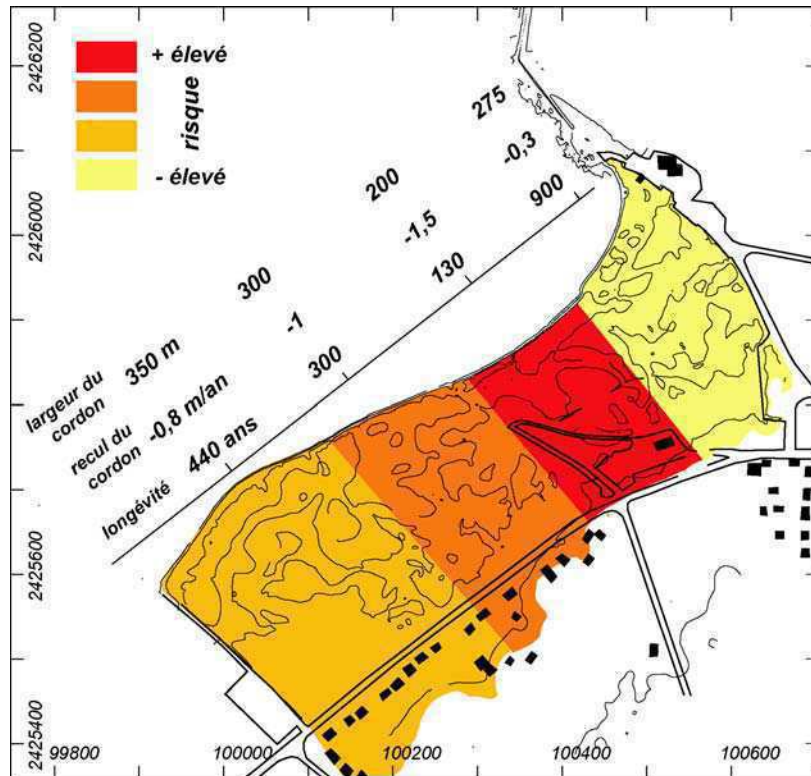 + élevé
risque
- élevé
largeur du
cordon
350 m
300
200
275
recul du
cordon
-0,8 m/an
-1
-1,5
-0,3
longévité
440 ans
300
130
900
2426200
2426000
2425600
2425400
99800
100000
100200
100400
100600